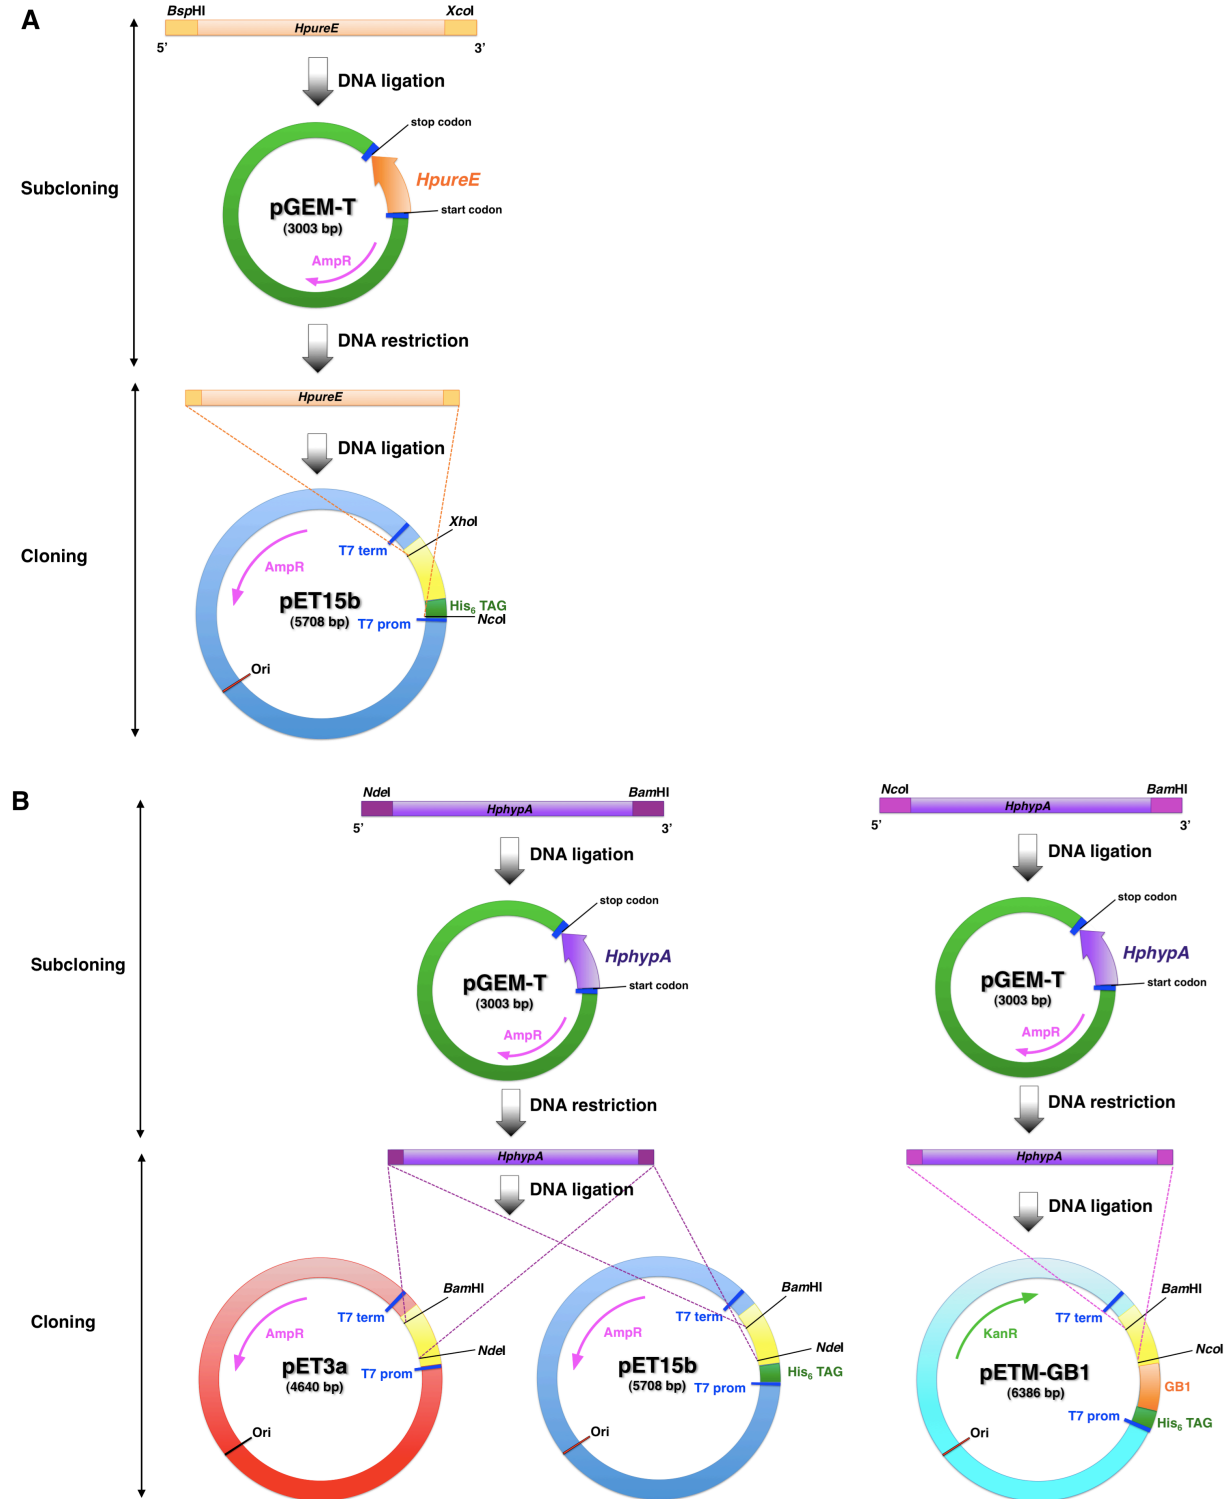 A
BspHI XcoI
HpureE
5’ 3’
DNA ligation
stop codon
HpureE
start codon
pGEM-T
(3003 bp)
AmpR
Subcloning
DNA restriction
HpureE
DNA ligation
XhoI
T7 term
AmpR
pET15b
(5708 bp)
His6 TAG
NcoI
T7 prom
Ori
Cloning
B
NdeI BamHI
HphypA
5’ 3’
DNA ligation
stop codon
HphypA
start codon
pGEM-T
(3003 bp)
AmpR
Subcloning
DNA restriction
NcoI BamHI
HphypA
5’ 3’
DNA ligation
stop codon
HphypA
start codon
pGEM-T
(3003 bp)
AmpR
DNA restriction
HphypA
DNA ligation
HphypA
DNA ligation
Cloning
BamHI
T7 term
AmpR
NdeI
pET3a
(4640 bp)
T7 prom
Ori
BamHI
T7 term
AmpR
NdeI
pET15b
(5708 bp)
His6 TAG
T7 prom
Ori
BamHI
T7 term
KanR
NcoI
pETM-GB1
(6386 bp)
GB1
T7 prom
His6 TAG
Ori